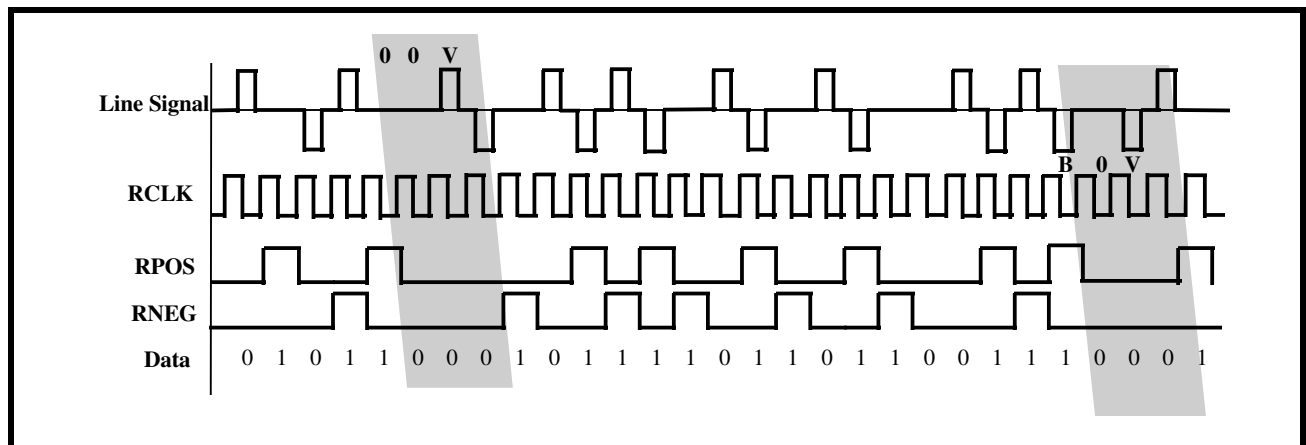 0 0 V
Line Signal
B 0 V
RCLK
RPOS
RNEG
Data 0 1 0 1 1 0 0 0 1 0 1 1 1 1 0 1 1 0 1 1 0 0 1 1 1 0 0 0 1